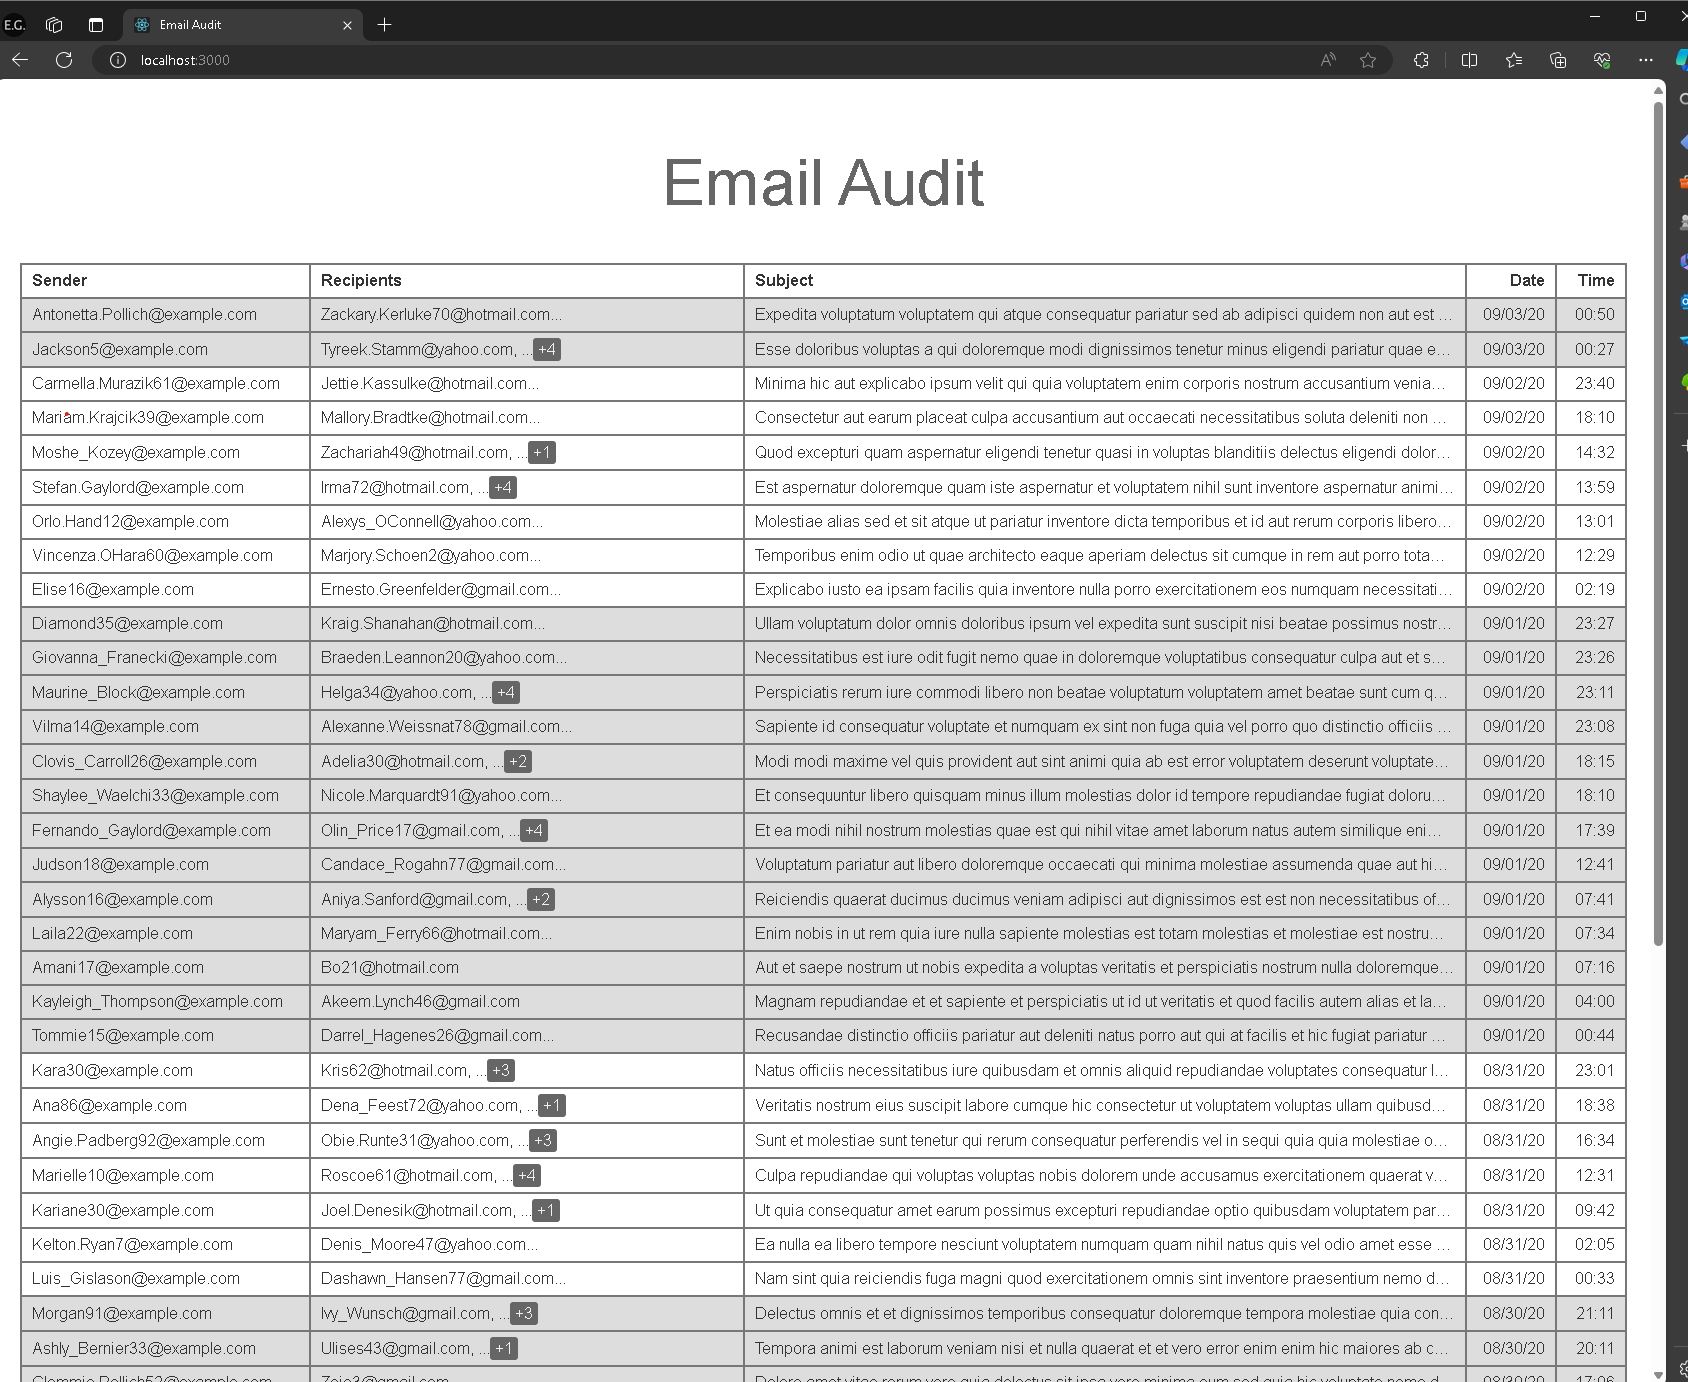 E.G.
Email Audit
localhost:3000
Email Audit
Sender Recipients Subject Date Time
Antonetta.Pollich@example.com Zackary.Kerluke70@hotmail.com... Expedita voluptatum voluptatem qui atque consequatur pariatur sed ab adipisci quidem non aut est ... 09/03/20 00:50
Jackson5@example.com Tyreek.Stamm@yahoo.com, ... +4 Esse doloribus voluptas a qui doloremque modi dignissimos tenetur minus eligendi pariatur quae e... 09/03/20 00:27
Carmella.Murazik61@example.com Jettie.Kassulke@hotmail.com... Minima hic aut explicabo ipsum velit qui quia voluptatem enim corporis nostrum accusantium venia... 09/02/20 23:40
Mariam.Krajcik39@example.com Mallory.Bradtke@hotmail.com... Consectetur aut earum placeat culpa accusantium aut occaecati necessitatibus soluta deleniti non ... 09/02/20 18:10
Moshe_Kozey@example.com Zachariah49@hotmail.com, ... +1 Quod excepturi quam aspernatur eligendi tenetur quasi in voluptas blanditiis delectus eligendi dolor... 09/02/20 14:32
Stefan.Gaylord@example.com Irma72@hotmail.com, ... +4 Est aspernatur doloremque quam iste aspernatur et voluptatem nihil sunt inventore aspernatur animi... 09/02/20 13:59
Orlo.Hand12@example.com Alexys_OConnell@yahoo.com... Molestiae alias sed et sit atque ut pariatur inventore dicta temporibus et id aut rerum corporis libero... 09/02/20 13:01
Vincenza.OHara60@example.com Marjory.Schoen2@yahoo.com... Temporibus enim odio ut quae architecto eaque aperiam delectus sit cumque in rem aut porro tota... 09/02/20 12:29
Elise16@example.com Ernesto.Greenfelder@gmail.com... Explicabo iusto ea ipsam facilis quia inventore nulla porro exercitationem eos numquam necessitati... 09/02/20 02:19
Diamond35@example.com Kraig.Shanahan@hotmail.com... Ullam voluptatum dolor omnis doloribus ipsum vel expedita sunt suscipit nisi beatae possimus nostr... 09/01/20 23:27
Giovanna_Franecki@example.com Braeden.Leannon20@yahoo.com... Necessitatibus est iure odit fugit nemo quae in doloremque voluptatibus consequatur culpa aut et s... 09/01/20 23:26
Maurine_Block@example.com Helga34@yahoo.com, ... +4 Perspiciatis rerum iure commodi libero non beatae voluptatum voluptatem amet beatae sunt cum q... 09/01/20 23:11
Vilma14@example.com Alexanne.Weissnat78@gmail.com... Sapiente id consequatur voluptate et numquam ex sint non fuga quia vel porro quo distinctio officiis ... 09/01/20 23:08
Clovis_Carroll26@example.com Adelia30@hotmail.com, ... +2 Modi modi maxime vel quis provident aut sint animi quia ab est error voluptatem deserunt voluptate... 09/01/20 18:15
Shaylee_Waelchi33@example.com Nicole.Marquardt91@yahoo.com... Et consequuntur libero quisquam minus illum molestias dolor id tempore repudiandae fugiat doloru... 09/01/20 18:10
Fernando_Gaylord@example.com Olin_Price17@gmail.com, ... +4 Et ea modi nihil nostrum molestias quae est qui nihil vitae amet laborum natus autem similique eni... 09/01/20 17:39
Judson18@example.com Candace_Rogahn77@gmail.com... Voluptatum pariatur aut libero doloremque occaecati qui minima molestiae assumenda quae aut hi... 09/01/20 12:41
Alysson16@example.com Aniya.Sanford@gmail.com, ... +2 Reiciendis quaerat ducimus ducimus veniam adipisci aut dignissimos est est non necessitatibus of... 09/01/20 07:41
Laila22@example.com Maryam_Ferry66@hotmail.com... Enim nobis in ut rem quia iure nulla sapiente molestias est totam molestias et molestiae est nostru... 09/01/20 07:34
Amani17@example.com Bo21@hotmail.com Aut et saepe nostrum ut nobis expedita a voluptas veritatis et perspiciatis nostrum nulla doloremque... 09/01/20 07:16
Kayleigh_Thompson@example.com Akeem.Lynch46@gmail.com Magnam repudiandae et et sapiente et perspiciatis ut id ut veritatis et quod facilis autem alias et la... 09/01/20 04:00
Tommie15@example.com Darrel_Hagenes26@gmail.com... Recusandae distinctio officiis pariatur aut deleniti natus porro aut qui at facilis et hic fugiat pariatur ... 09/01/20 00:44
Kara30@example.com Kris62@hotmail.com, ... +3 Natus officiis necessitatibus iure quibusdam et omnis aliquid repudiandae voluptates consequatur l... 08/31/20 23:01
Ana86@example.com Dena_Feest72@yahoo.com, ... +1 Veritatis nostrum eius suscipit labore cumque hic consectetur ut voluptatem voluptas ullam quibusd... 08/31/20 18:38
Angie.Padberg92@example.com Obie.Runte31@yahoo.com, ... +3 Sunt et molestiae sunt tenetur qui rerum consequatur perferendis vel in sequi quia quia molestiae o... 08/31/20 16:34
Marielle10@example.com Roscoe61@hotmail.com, ... +4 Culpa repudiandae qui voluptas voluptas nobis dolorem unde accusamus exercitationem quaerat v... 08/31/20 12:31
Kariane30@example.com Joel.Denesik@hotmail.com, ... +1 Ut quia consequatur amet earum possimus excepturi repudiandae optio quibusdam voluptatem par... 08/31/20 09:42
Kelton.Ryan7@example.com Denis_Moore47@yahoo.com... Ea nulla ea libero tempore nesciunt voluptatem numquam quam nihil natus quis vel odio amet esse ... 08/31/20 02:05
Luis_Gislason@example.com Dashawn_Hansen77@gmail.com... Nam sint quia reiciendis fuga magni quod exercitationem omnis sint inventore praesentium nemo d... 08/31/20 00:33
Morgan91@example.com Ivy_Wunsch@gmail.com, ... +3 Delectus omnis et et dignissimos temporibus consequatur doloremque tempora molestiae quia con... 08/30/20 21:11
Ashly_Bernier33@example.com Ulises43@gmail.com, ... +1 Tempora animi est laborum veniam nisi et nulla quaerat et et vero error enim enim hic maiores ab c... 08/30/20 20:11